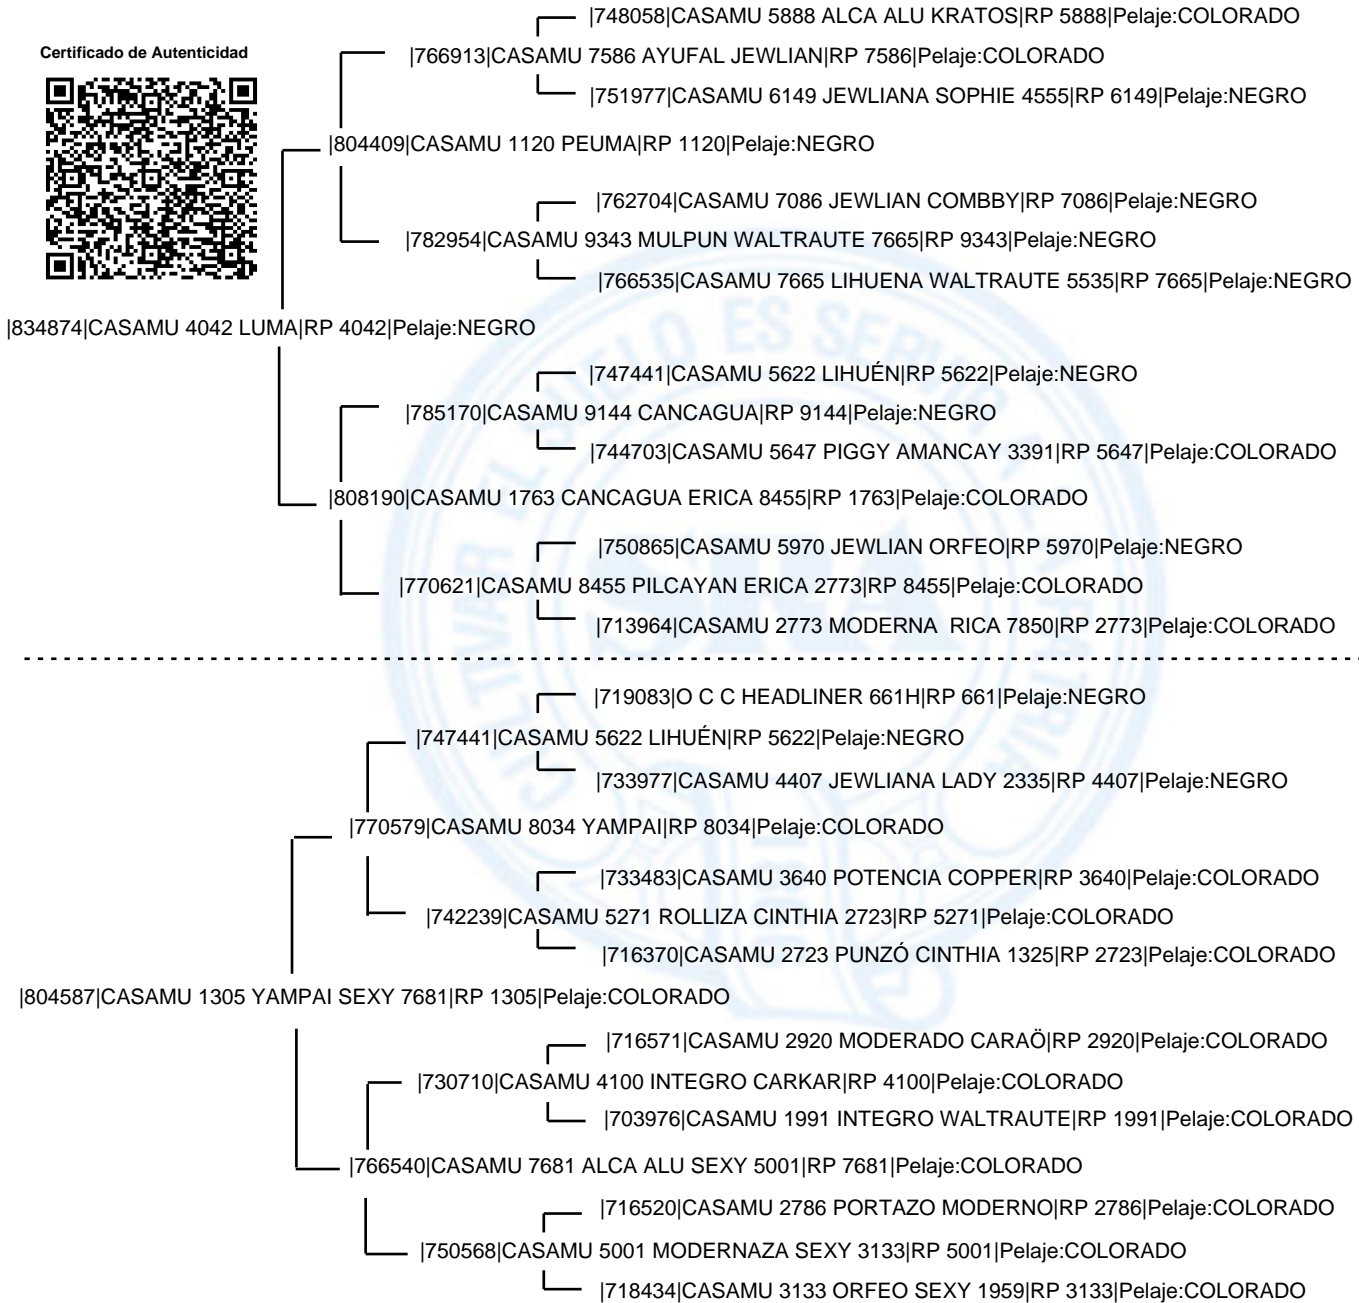 |748058|CASAMU 5888 ALCA ALU KRATOS|RP 5888|Pelaje:COLORADO
Certificado de Autenticidad
|766913|CASAMU 7586 AYUFAL JEWLIAN|RP 7586|Pelaje:COLORADO
|751977|CASAMU 6149 JEWLIANA SOPHIE 4555|RP 6149|Pelaje:NEGRO
|804409|CASAMU 1120 PEUMA|RP 1120|Pelaje:NEGRO
|762704|CASAMU 7086 JEWLIAN COMBBY|RP 7086|Pelaje:NEGRO
|782954|CASAMU 9343 MULPUN WALTRAUTE 7665|RP 9343|Pelaje:NEGRO
|766535|CASAMU 7665 LIHUENA WALTRAUTE 5535|RP 7665|Pelaje:NEGRO
|834874|CASAMU 4042 LUMA|RP 4042|Pelaje:NEGRO
|747441|CASAMU 5622 LIHUÉN|RP 5622|Pelaje:NEGRO
|785170|CASAMU 9144 CANCAGUA|RP 9144|Pelaje:NEGRO
|744703|CASAMU 5647 PIGGY AMANCAY 3391|RP 5647|Pelaje:COLORADO
|808190|CASAMU 1763 CANCAGUA ERICA 8455|RP 1763|Pelaje:COLORADO
|750865|CASAMU 5970 JEWLIAN ORFEO|RP 5970|Pelaje:NEGRO
|770621|CASAMU 8455 PILCAYAN ERICA 2773|RP 8455|Pelaje:COLORADO
|713964|CASAMU 2773 MODERNA  RICA 7850|RP 2773|Pelaje:COLORADO
|719083|O C C HEADLINER 661H|RP 661|Pelaje:NEGRO
|747441|CASAMU 5622 LIHUÉN|RP 5622|Pelaje:NEGRO
|733977|CASAMU 4407 JEWLIANA LADY 2335|RP 4407|Pelaje:NEGRO
|770579|CASAMU 8034 YAMPAI|RP 8034|Pelaje:COLORADO
|733483|CASAMU 3640 POTENCIA COPPER|RP 3640|Pelaje:COLORADO
|742239|CASAMU 5271 ROLLIZA CINTHIA 2723|RP 5271|Pelaje:COLORADO
|716370|CASAMU 2723 PUNZÓ CINTHIA 1325|RP 2723|Pelaje:COLORADO
|804587|CASAMU 1305 YAMPAI SEXY 7681|RP 1305|Pelaje:COLORADO
|716571|CASAMU 2920 MODERADO CARAÖ|RP 2920|Pelaje:COLORADO
|730710|CASAMU 4100 INTEGRO CARKAR|RP 4100|Pelaje:COLORADO
|703976|CASAMU 1991 INTEGRO WALTRAUTE|RP 1991|Pelaje:COLORADO
|766540|CASAMU 7681 ALCA ALU SEXY 5001|RP 7681|Pelaje:COLORADO
|716520|CASAMU 2786 PORTAZO MODERNO|RP 2786|Pelaje:COLORADO
|750568|CASAMU 5001 MODERNAZA SEXY 3133|RP 5001|Pelaje:COLORADO
|718434|CASAMU 3133 ORFEO SEXY 1959|RP 3133|Pelaje:COLORADO
CULTIVAR EL SUELO ES SERVIR A LA PATRIA